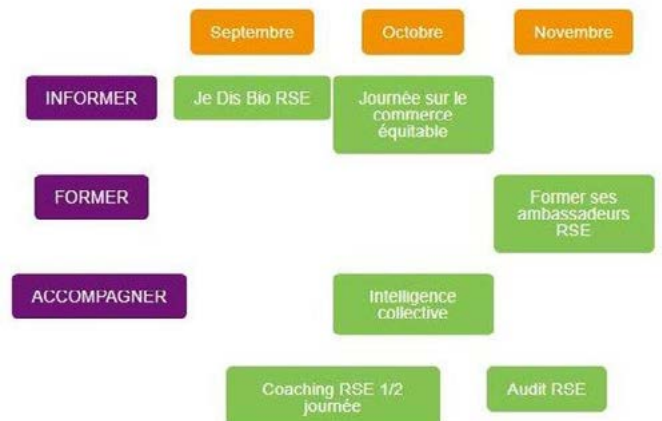 Septembre Octobre Novembre
INFORMER Je Dis Bio RSE Journée sur le
commerce
équitable
FORMER Former ses
ambassadeurs
RSE
ACCOMPAGNER Intelligence
collective
Coaching RSE 1/2
journée
Audit RSE